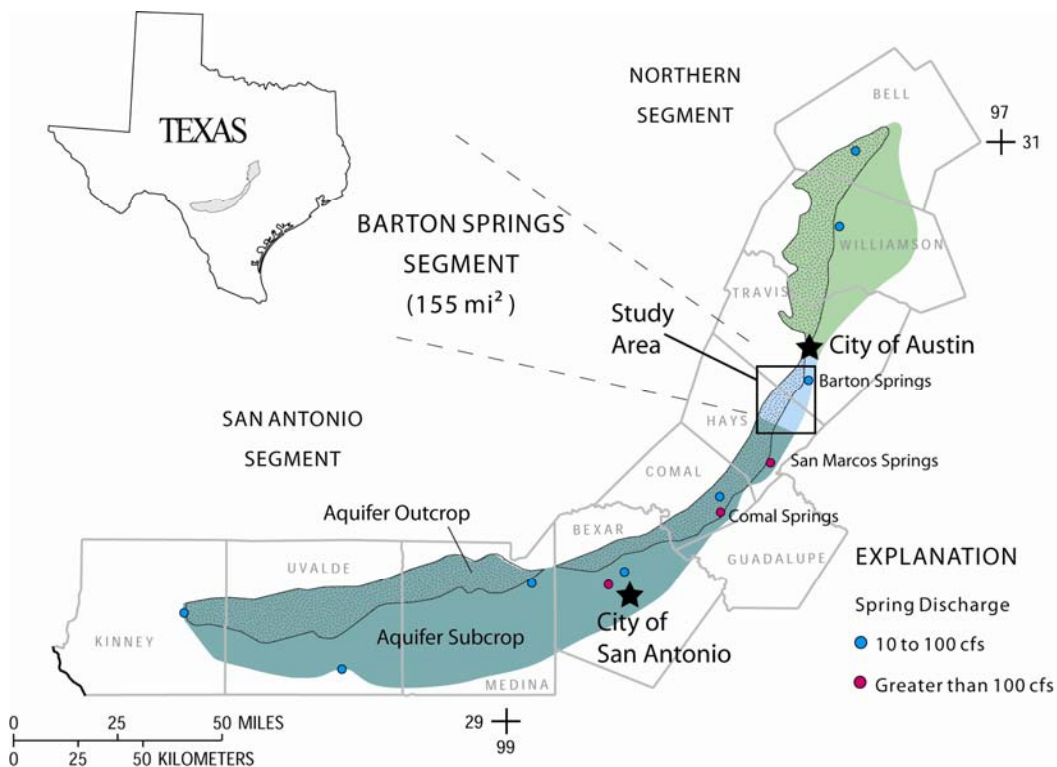 TEXAS
NORTHERN
SEGMENT
BELL
97
31
BARTON SPRINGS
SEGMENT
(155 mi²)
WILLIAMSON
TRAVIS
Study
Area
City of Austin
Barton Springs
SAN ANTONIO
SEGMENT
HAYS
San Marcos Springs
COMAL
Aquifer Outcrop
Comal Springs
BEXAR
GUADALUPE
UVALDE
EXPLANATION
Spring Discharge
KINNEY
Aquifer Subcrop
City of
San Antonio
10 to 100 cfs
MEDINA
Greater than 100 cfs
0 25 50 MILES
0 25 50 KILOMETERS
29
99